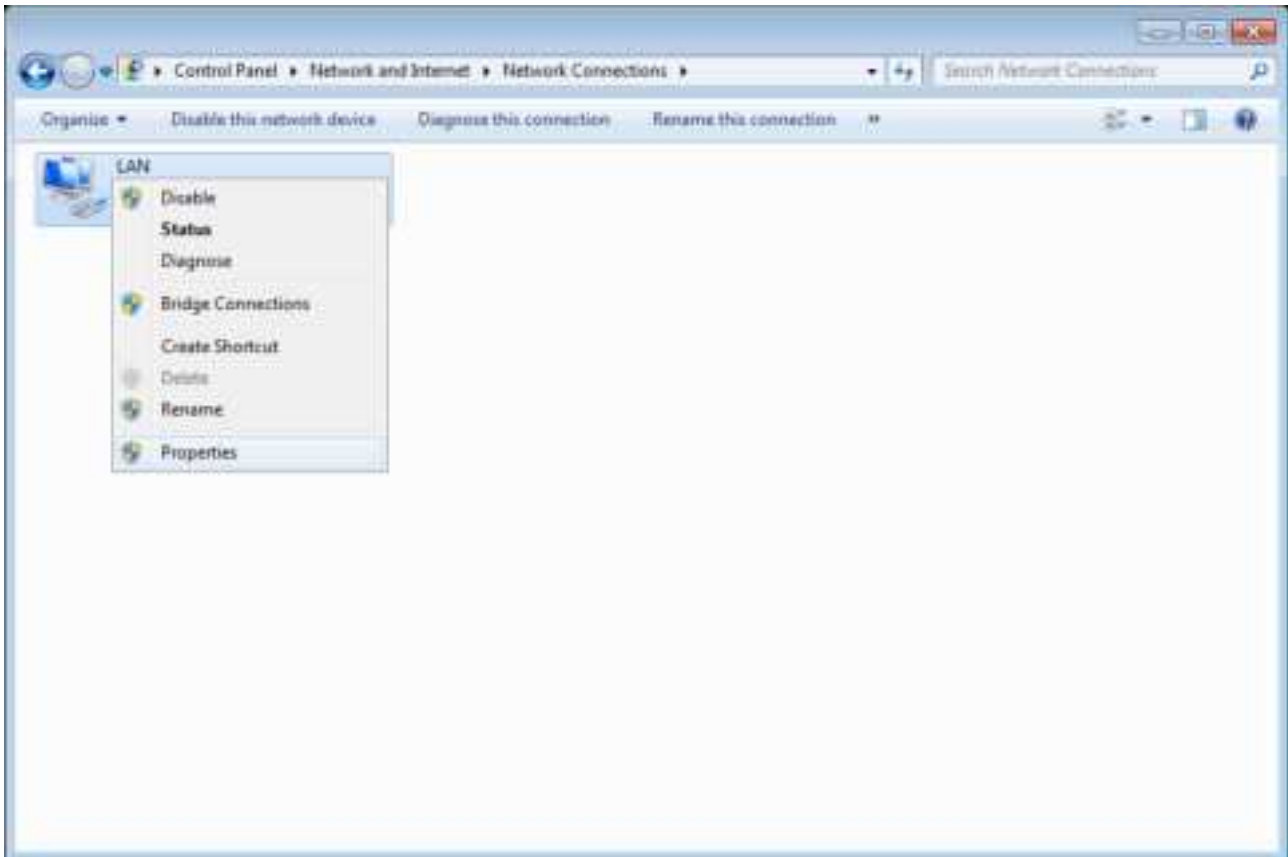 Control Panel ▸ Network and Internet ▸ Network Connections ▸
Search Network Connections
Organize Disable this network device Diagnose this connection Rename this connection »
LAN
Disable
Status
Diagnose
Bridge Connections
Create Shortcut
Delete
Rename
Properties